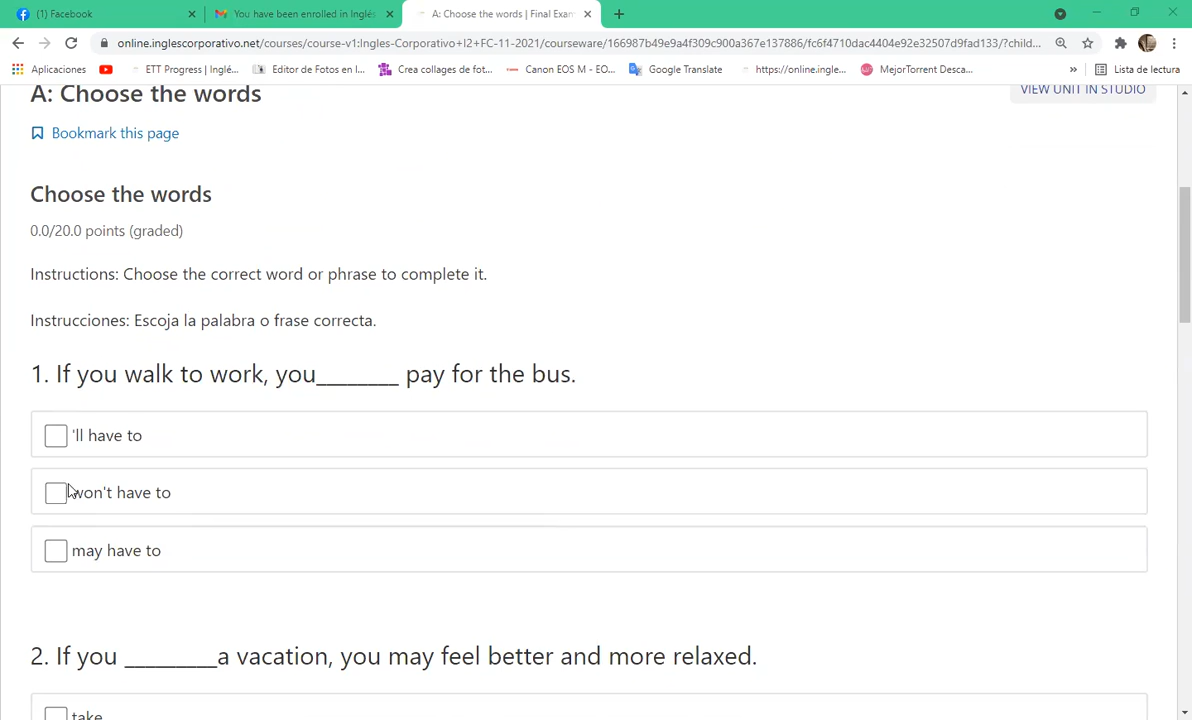 (1) Facebook
You have been enrolled in Inglés
A: Choose the words | Final Exam
online.inglescorporativo.net/courses/course-v1:Ingles-Corporativo+I2+FC-11-2021/courseware/166987b49e9a4f309c900a367e137886/fc6f4710dac4404e92e32507d9fad133/?child...
Aplicaciones
ETT Progress | Inglé...
Editor de Fotos en l...
Crea collages de fot...
Canon EOS M - EO...
Google Translate
https://online.ingle...
MejorTorrent Desca...
»
Lista de lectura
A: Choose the words
VIEW UNIT IN STUDIO
Bookmark this page
Choose the words
0.0/20.0 points (graded)
Instructions: Choose the correct word or phrase to complete it.
Instrucciones: Escoja la palabra o frase correcta.
1. If you walk to work, you________ pay for the bus.
'll have to
won't have to
may have to
2. If you _________a vacation, you may feel better and more relaxed.
take